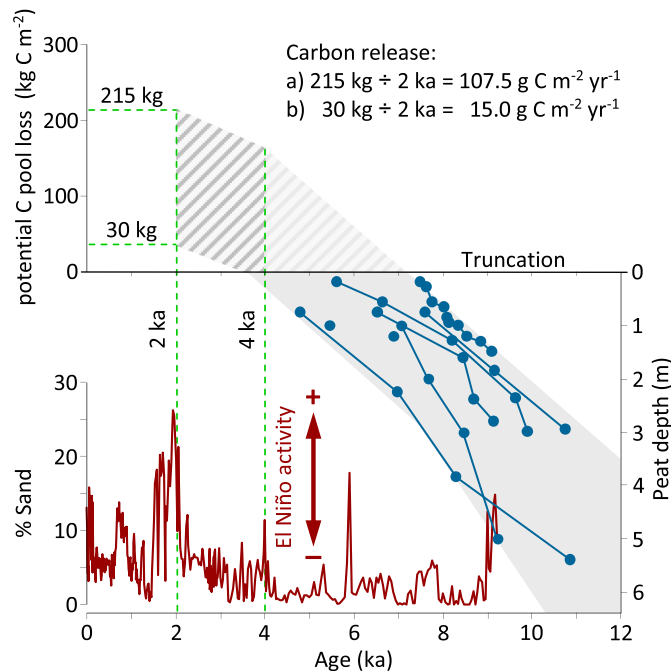 Carbon release:
a) 215 kg ÷ 2 ka = 107.5 g C m⁻² yr⁻¹
b) 30 kg ÷ 2 ka = 15.0 g C m⁻² yr⁻¹
potential C pool loss (kg C m⁻²)
300
200
100
0
215 kg
30 kg
Truncation
2 ka
4 ka
% Sand
30
20
10
0
+
El Niño activity
−
Peat depth (m)
0
1
2
3
4
5
6
0 2 4 6 8 10 12
Age (ka)